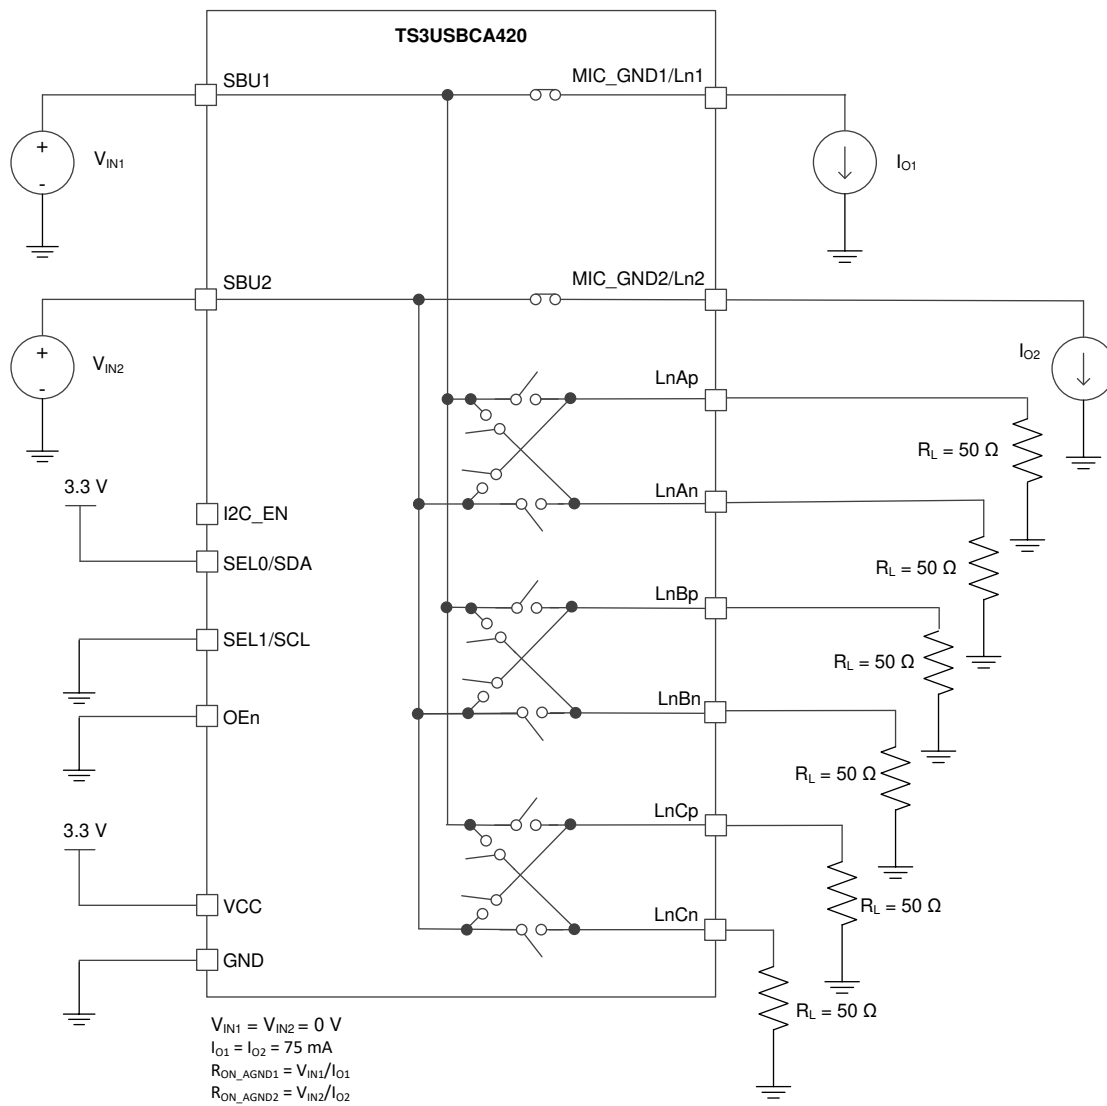 TS3USBCA420
SBU1
MIC_GND1/Ln1
+
-
V_IN1
I_O1
SBU2
MIC_GND2/Ln2
+
-
V_IN2
I_O2
LnAp
R_L = 50 Ω
3.3 V
I2C_EN
LnAn
SEL0/SDA
R_L = 50 Ω
LnBp
SEL1/SCL
R_L = 50 Ω
OEn
LnBn
R_L = 50 Ω
3.3 V
LnCp
VCC
R_L = 50 Ω
LnCn
GND
R_L = 50 Ω
V_IN1 = V_IN2 = 0 V
I_O1 = I_O2 = 75 mA
R_ON_AGND1 = V_IN1/I_O1
R_ON_AGND2 = V_IN2/I_O2